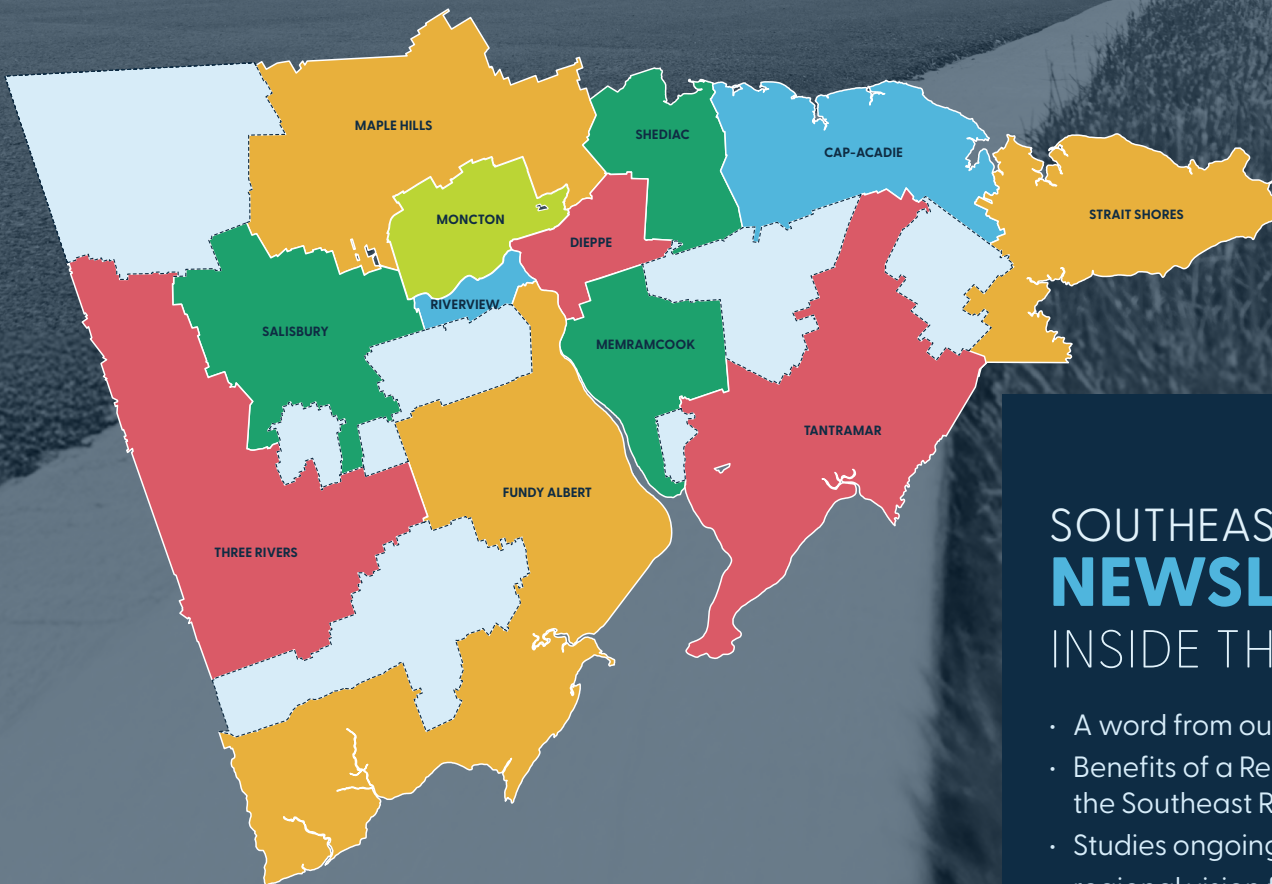 MAPLE HILLS
SHEDIAC
CAP-ACADIE
STRAIT SHORES
MONCTON
DIEPPE
RIVERVIEW
SALISBURY
MEMRAMCOOK
TANTRAMAR
FUNDY ALBERT
THREE RIVERS
SOUTHEAS
NEWSL
INSIDE TH
· A word from ou
· Benefits of a Re
the Southeast R
· Studies ongoing